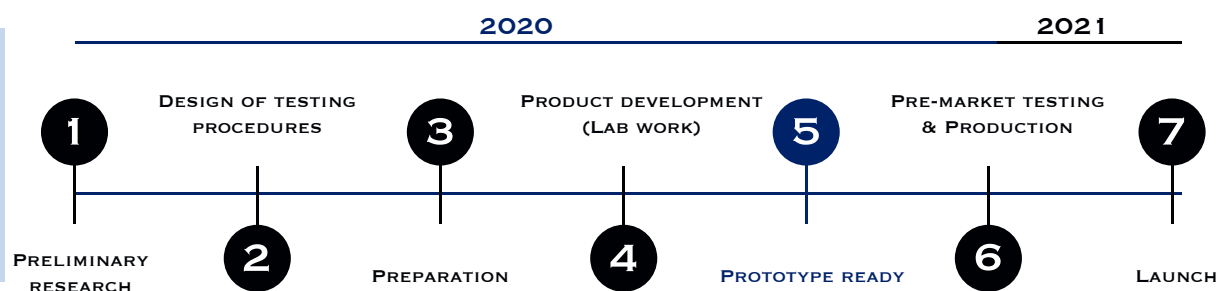 2020
2021
1
DESIGN OF TESTING
PROCEDURES
3
PRODUCT DEVELOPMENT
(LAB WORK)
5
PRE-MARKET TESTING
& PRODUCTION
7
PRELIMINARY
RESEARCH
2
PREPARATION
4
PROTOTYPE READY
6
LAUNCH